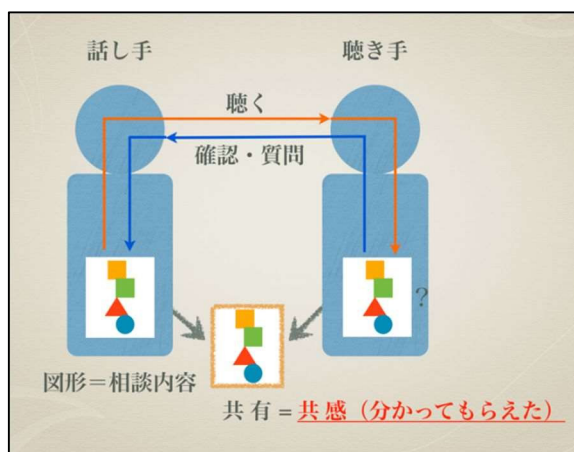 話し手
聴き手
聴く
確認・質問
?
図形＝相談内容
共 有 = 共 感（分かってもらえた）